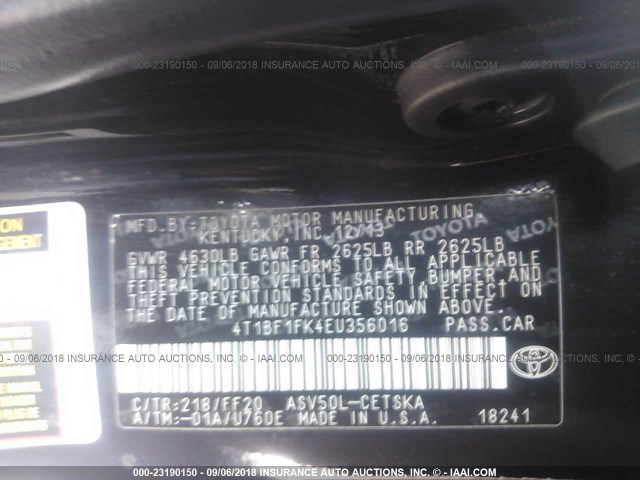 000-23190150 - 09/06/2018 - INSURANCE AUTO AUCTIONS, INC. - IAAI.COM
ION
AGEMENT
MFD.BY:TOYOTA MOTOR MANUFACTURING
KENTUCKY, INC. 12/13
GVWR 4630LB GAWR FR 2625LB RR 2625LB
THIS VEHICLE CONFORMS TO ALL APPLICABLE
FEDERAL MOTOR VEHICLE SAFETY, BUMPER AND
THEFT PREVENTION STANDARDS IN EFFECT ON
THE DATE OF MANUFACTURE SHOWN ABOVE.
4T1BF1FK4EU356016 PASS.CAR
000-23190150 - 09/06/2018 - INSURANCE AUTO AUCTIONS, INC. - IAAI.COM
C/TR:218/FF20 ASV50L-CETSKA
A/TM:-01A/U760E MADE IN U.S.A. 18241
000-23190150 - 09/06/2018 - INSURANCE AUTO AUCTIONS, INC. - IAAI.COM